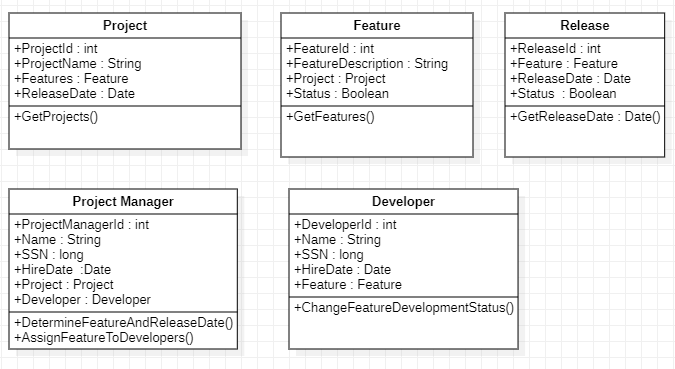 Project
+ProjectId : int
+ProjectName : String
+Features : Feature
+ReleaseDate : Date
+GetProjects()
Feature
+FeatureId : int
+FeatureDescription : String
+Project : Project
+Status : Boolean
+GetFeatures()
Release
+ReleaseId : int
+Feature : Feature
+ReleaseDate : Date
+Status  : Boolean
+GetReleaseDate : Date()
Project Manager
+ProjectManagerId : int
+Name : String
+SSN : long
+HireDate  :Date
+Project : Project
+Developer : Developer
+DetermineFeatureAndReleaseDate()
+AssignFeatureToDevelopers()
Developer
+DeveloperId : int
+Name : String
+SSN : long
+HireDate : Date
+Feature : Feature
+ChangeFeatureDevelopmentStatus()